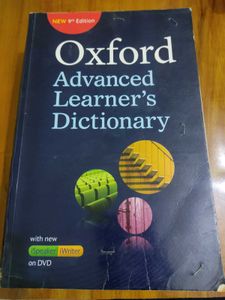 NEW 9th Edition
Oxford
Advanced
Learner's
Dictionary
with new
iSpeaker iWriter
on DVD